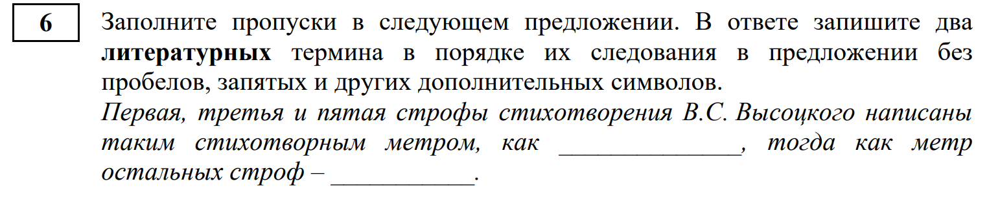 6
Заполните пропуски в следующем предложении. В ответе запишите два
литературных термина в порядке их следования в предложении без
пробелов, запятых и других дополнительных символов.
Первая, третья и пятая строфы стихотворения В.С. Высоцкого написаны
таким стихотворным метром, как ______________, тогда как метр
остальных строф – ___________.